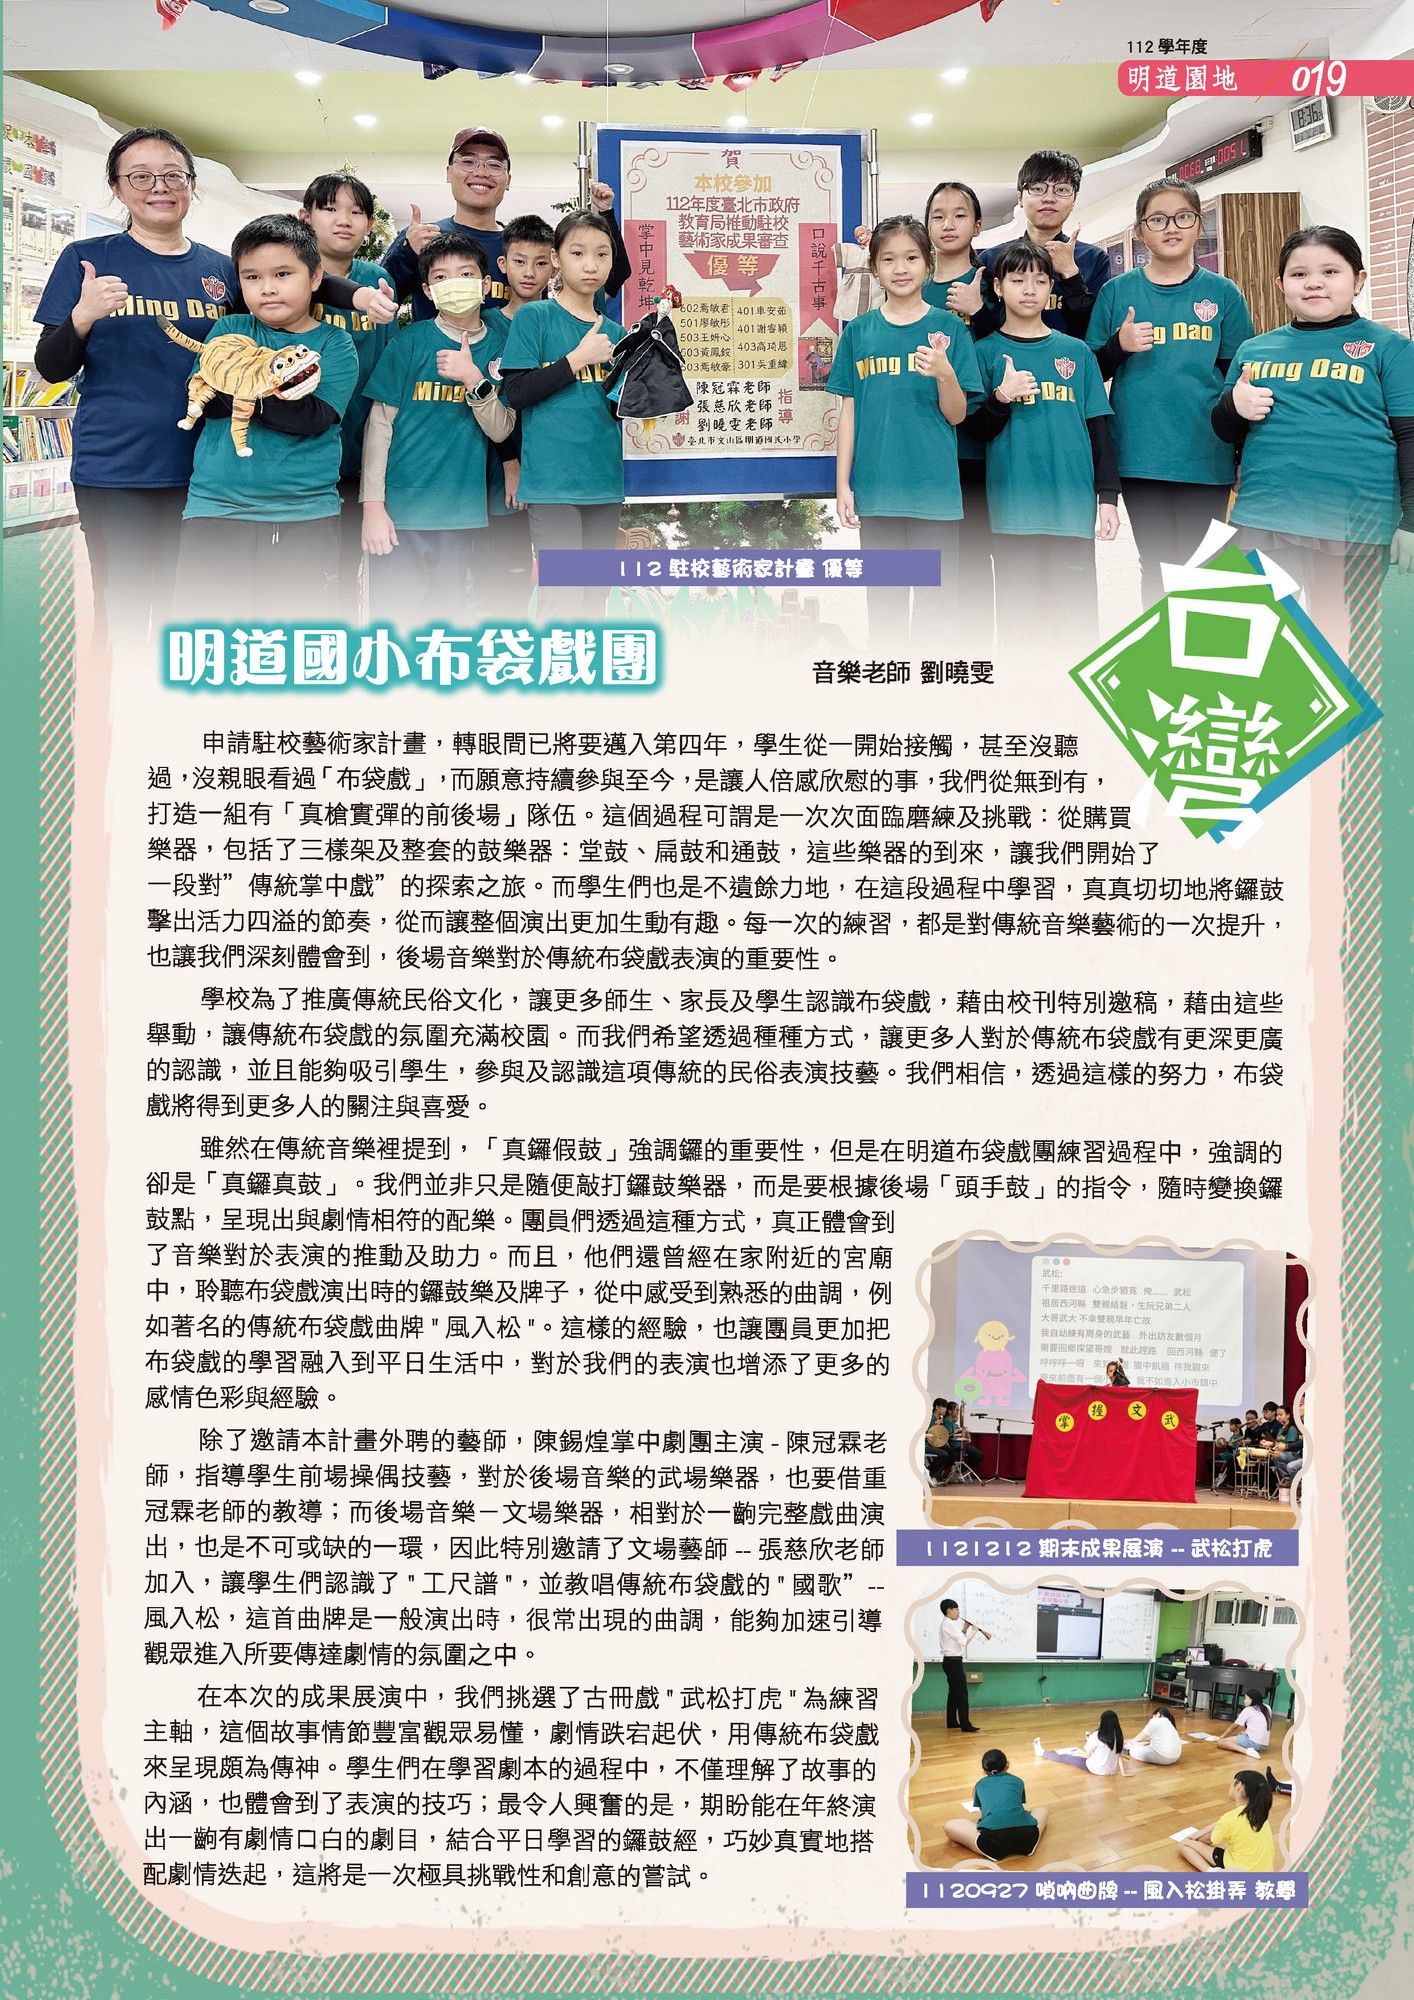 112 學年度
明道園地 019
賀
本校參加
112年度臺北市政府
教育局推動駐校
藝術家成果審查
優等
掌中見乾坤
口說千古事
401車安茹
501廖敏彤 401謝睿穎
503王妍心 403高琦恩
301吳重緯
陳冠霖老師
張慈欣老師
劉曉雯老師
指導
謝
臺北市文山區明道國民小學
Ming Dao
112 駐校藝術家計畫 優等
台灣
明道國小布袋戲團
音樂老師 劉曉雯
申請駐校藝術家計畫，轉眼間已將要邁入第四年，學生從一開始接觸，甚至沒聽
過，沒親眼看過「布袋戲」，而願意持續參與至今，是讓人倍感欣慰的事，我們從無到有，
打造一組有「真槍實彈的前後場」隊伍。這個過程可謂是一次次面臨磨練及挑戰：從購買
樂器，包括了三樣架及整套的鼓樂器：堂鼓、扁鼓和通鼓，這些樂器的到來，讓我們開始了
一段對”傳統掌中戲”的探索之旅。而學生們也是不遺餘力地，在這段過程中學習，真真切切地將鑼鼓
擊出活力四溢的節奏，從而讓整個演出更加生動有趣。每一次的練習，都是對傳統音樂藝術的一次提升，
也讓我們深刻體會到，後場音樂對於傳統布袋戲表演的重要性。
學校為了推廣傳統民俗文化，讓更多師生、家長及學生認識布袋戲，藉由校刊特別邀稿，藉由這些
舉動，讓傳統布袋戲的氛圍充滿校園。而我們希望透過種種方式，讓更多人對於傳統布袋戲有更深更廣
的認識，並且能夠吸引學生，參與及認識這項傳統的民俗表演技藝。我們相信，透過這樣的努力，布袋
戲將得到更多人的關注與喜愛。
雖然在傳統音樂裡提到，「真鑼假鼓」強調鑼的重要性，但是在明道布袋戲團練習過程中，強調的
卻是「真鑼真鼓」。我們並非只是隨便敲打鑼鼓樂器，而是要根據後場「頭手鼓」的指令，隨時變換鑼
鼓點，呈現出與劇情相符的配樂。團員們透過這種方式，真正體會到
了音樂對於表演的推動及助力。而且，他們還曾經在家附近的宮廟
中，聆聽布袋戲演出時的鑼鼓樂及牌子，從中感受到熟悉的曲調，例
如著名的傳統布袋戲曲牌 " 風入松 "。這樣的經驗，也讓團員更加把
布袋戲的學習融入到平日生活中，對於我們的表演也增添了更多的
感情色彩與經驗。
除了邀請本計畫外聘的藝師，陳錫煌掌中劇團主演 - 陳冠霖老
師，指導學生前場操偶技藝，對於後場音樂的武場樂器，也要借重
冠霖老師的教導；而後場音樂－文場樂器，相對於一齣完整戲曲演
出，也是不可或缺的一環，因此特別邀請了文場藝師 -- 張慈欣老師
加入，讓學生們認識了 " 工尺譜 "，並教唱傳統布袋戲的 " 國歌” --
風入松，這首曲牌是一般演出時，很常出現的曲調，能夠加速引導
觀眾進入所要傳達劇情的氛圍之中。
在本次的成果展演中，我們挑選了古冊戲 " 武松打虎 " 為練習
主軸，這個故事情節豐富觀眾易懂，劇情跌宕起伏，用傳統布袋戲
來呈現頗為傳神。學生們在學習劇本的過程中，不僅理解了故事的
內涵，也體會到了表演的技巧；最令人興奮的是，期盼能在年終演
出一齣有劇情口白的劇目，結合平日學習的鑼鼓經，巧妙真實地搭
配劇情迭起，這將是一次極具挑戰性和創意的嘗試。
武松:
千里路途遠 心急步猶寬 俺...... 武松
祖居西河縣 雙親結髮，生阮兄弟二人
大哥武大 不幸雙親早年亡故
我自幼練有周身的武藝 外出訪友數個月
需要回鄉探望哥嫂 就此趕路 回西河縣 便了
腹中飢餓 待我觀來
我不如進入小市鎮中
掌握文武
1121212 期末成果展演 -- 武松打虎
1120927 嗩吶曲牌 -- 風入松掛弄 教學